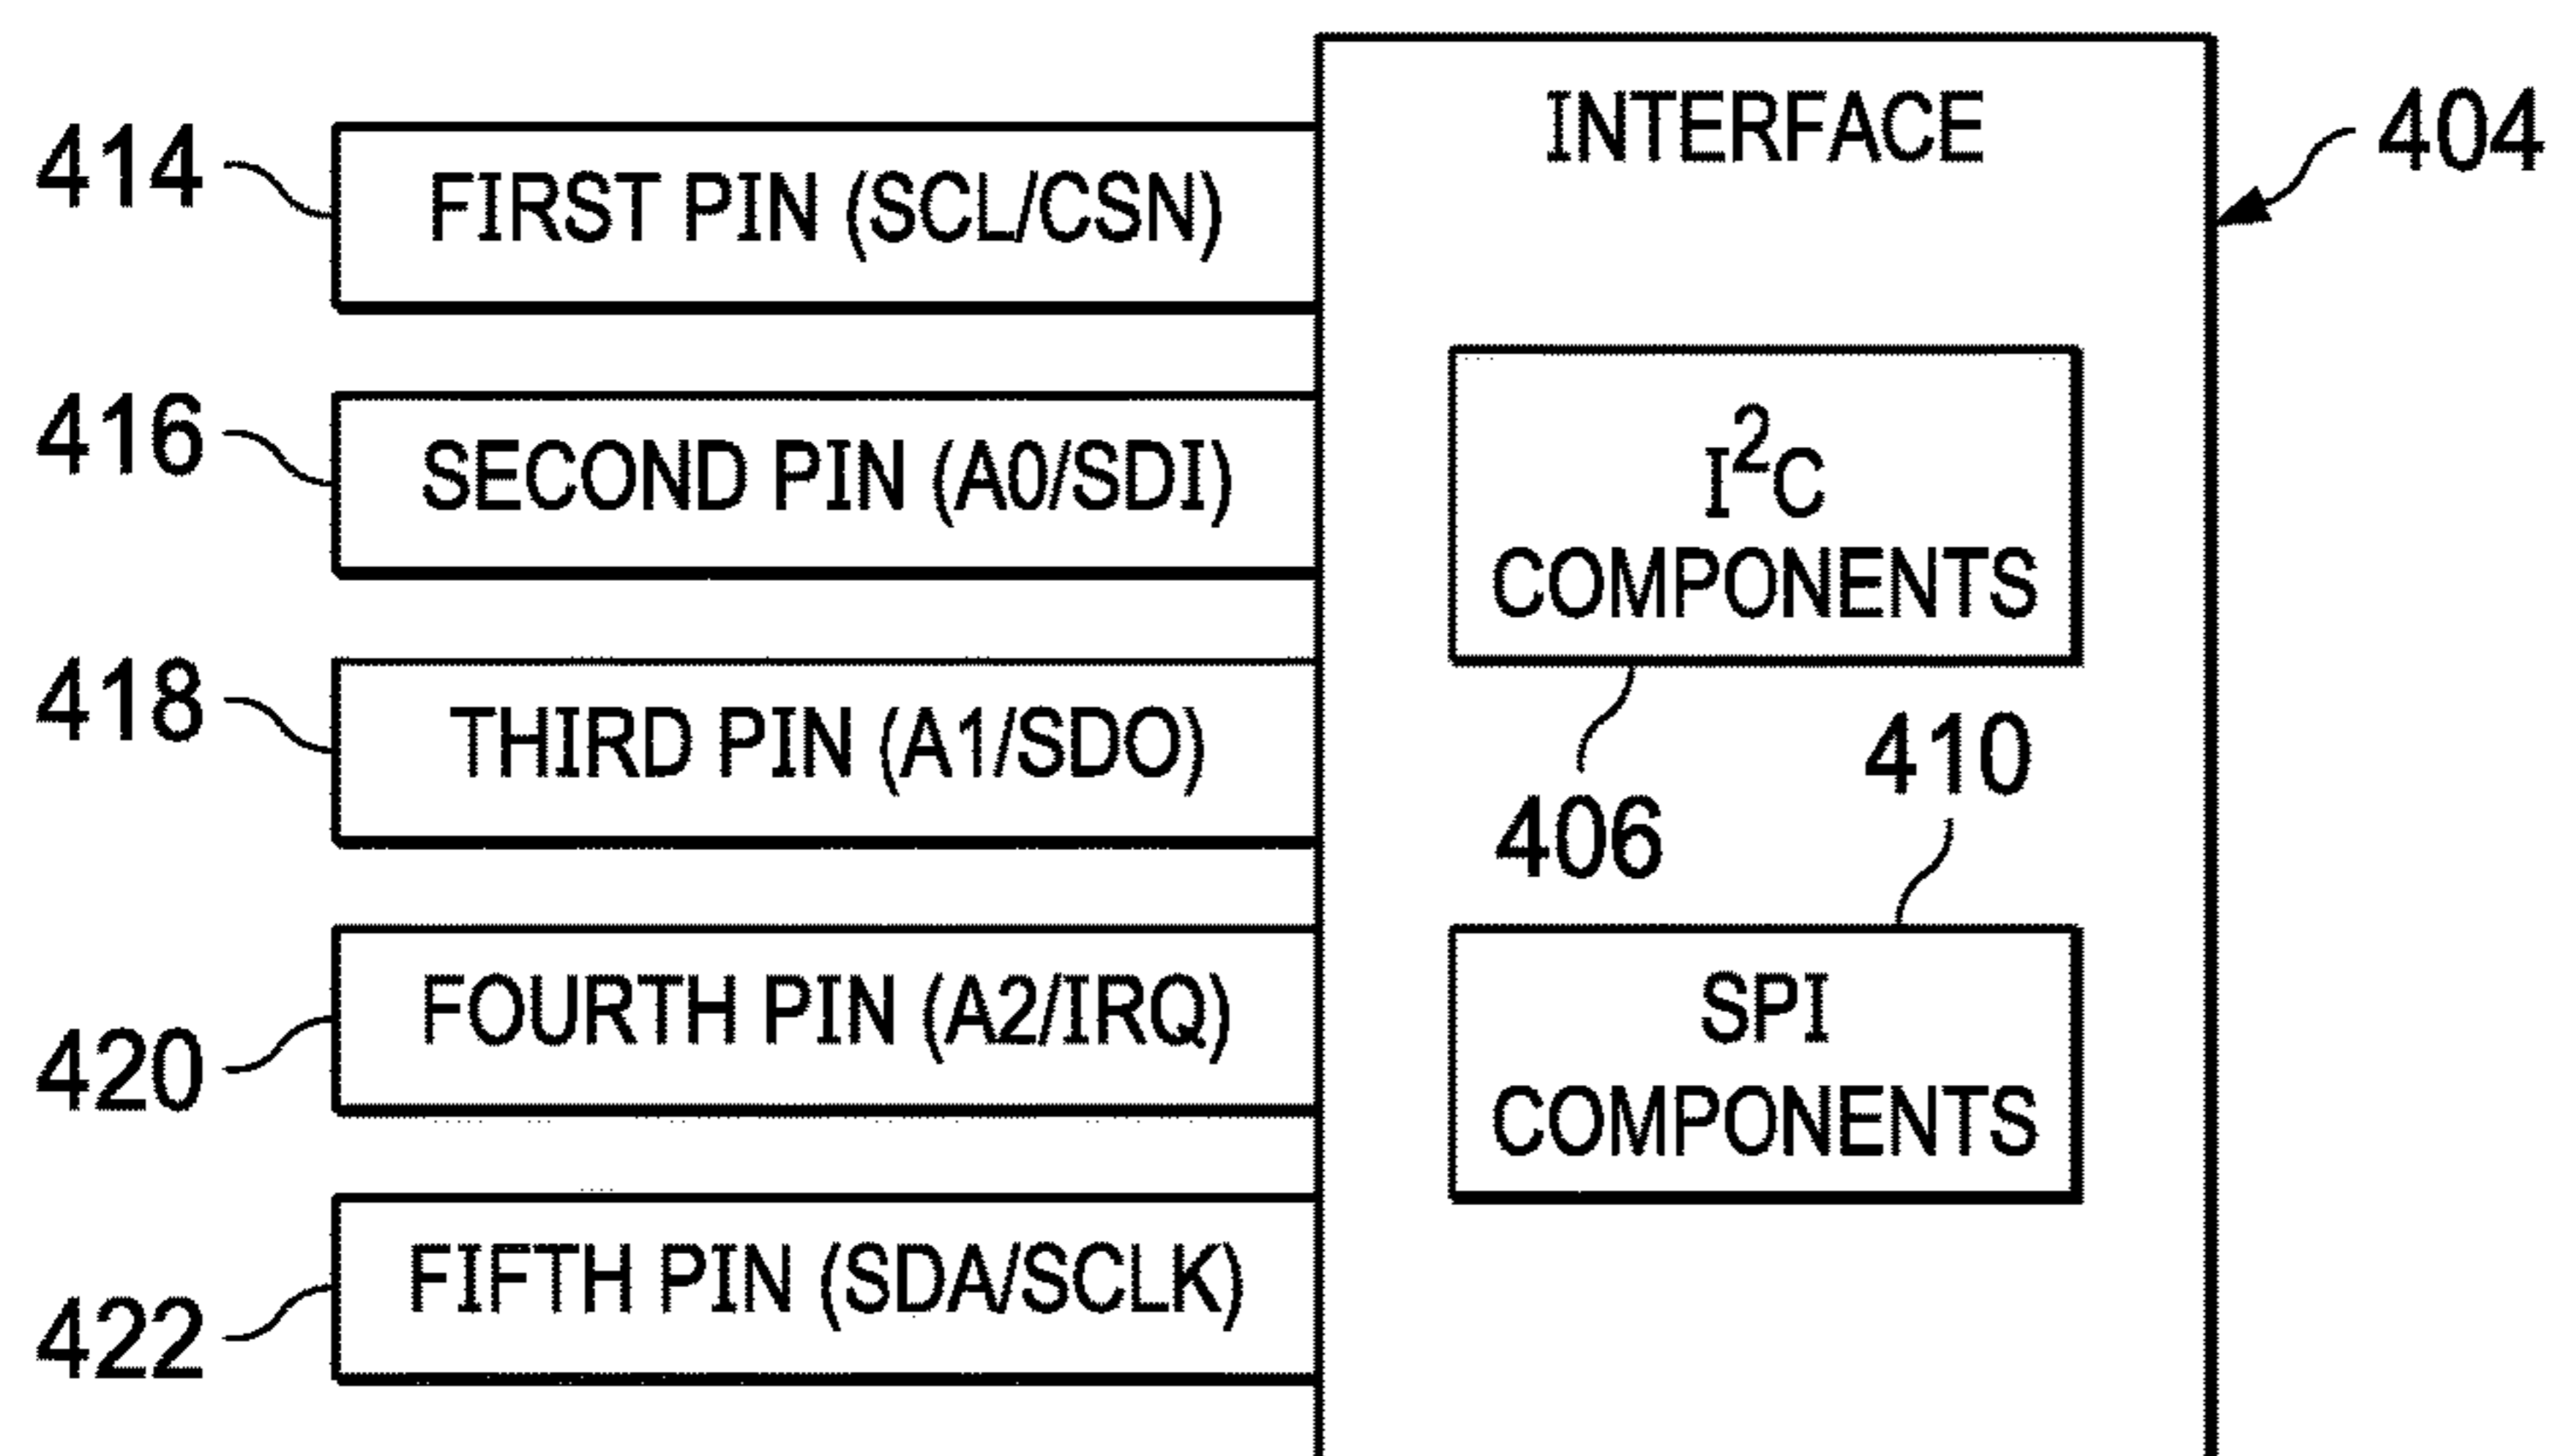 INTERFACE
404
414
FIRST PIN (SCL/CSN)
416
SECOND PIN (A0/SDI)
I²C
COMPONENTS
418
THIRD PIN (A1/SDO)
406
410
420
FOURTH PIN (A2/IRQ)
SPI
COMPONENTS
422
FIFTH PIN (SDA/SCLK)